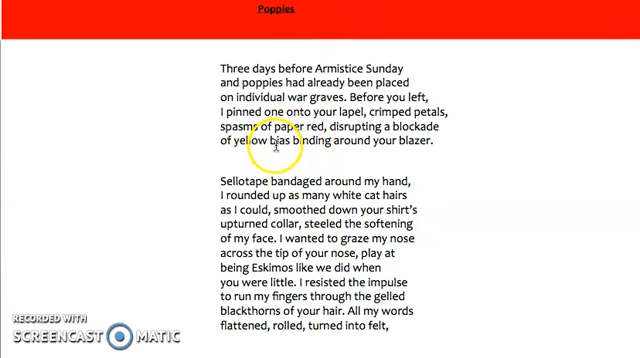 Poppies
Three days before Armistice Sunday
and poppies had already been placed
on individual war graves. Before you left,
I pinned one onto your lapel, crimped petals,
spasms of paper red, disrupting a blockade
of yellow bias binding around your blazer.
Sellotape bandaged around my hand,
I rounded up as many white cat hairs
as I could, smoothed down your shirt's
upturned collar, steeled the softening
of my face. I wanted to graze my nose
across the tip of your nose, play at
being Eskimos like we did when
you were little. I resisted the impulse
to run my fingers through the gelled
blackthorns of your hair. All my words
flattened, rolled, turned into felt,
RECORDED WITH
SCREENCAST MATIC